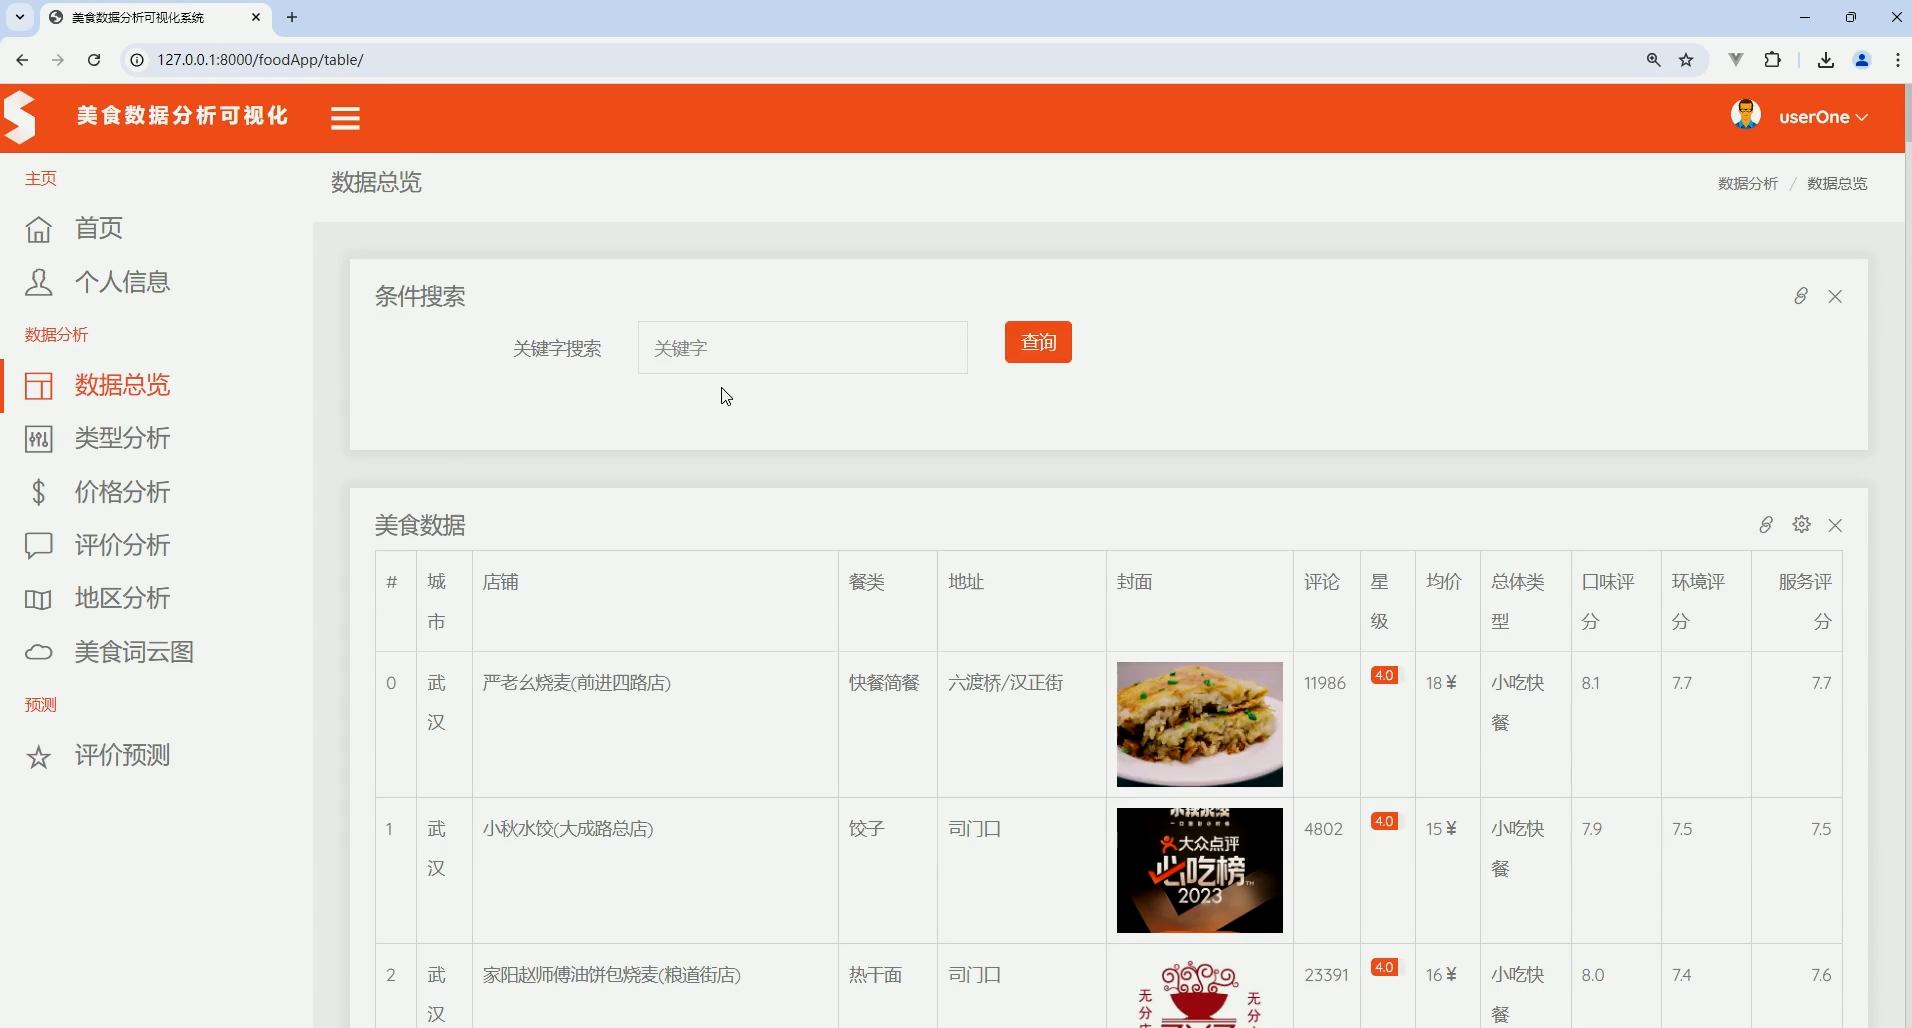 美食数据分析可视化系统
127.0.0.1:8000/foodApp/table/
美食数据分析可视化
userOne
主页
首页
个人信息
数据分析
数据总览
类型分析
价格分析
评价分析
地区分析
美食词云图
预测
评价预测
数据总览
数据分析 / 数据总览
条件搜索
关键字搜索
关键字
查询
美食数据
# 城市 店铺 餐类 地址 封面 评论 星级 均价 总体类型 口味评分 环境评分 服务评分
0 武汉 严老幺烧麦(前进四路店) 快餐简餐 六渡桥/汉正街 11986 4.0 18￥ 小吃快餐 8.1 7.7 7.7
1 武汉 小秋水饺(大成路总店) 饺子 司门口 4802 4.0 15￥ 小吃快餐 7.9 7.5 7.5
大众点评
必吃榜
2023
2 武汉 家阳赵师傅油饼包烧麦(粮道街店) 热干面 司门口 23391 4.0 16￥ 小吃快餐 8.0 7.4 7.6
无分
无分